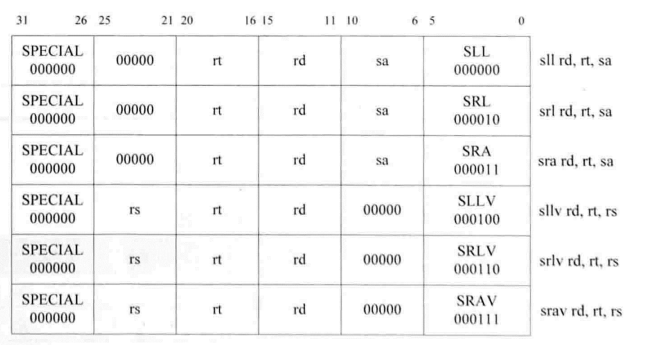 31 26 25 21 20 16 15 11 10 6 5 0
SPECIAL 000000 00000 rt rd sa SLL 000000 sll rd, rt, sa
SPECIAL 000000 00000 rt rd sa SRL 000010 srl rd, rt, sa
SPECIAL 000000 00000 rt rd sa SRA 000011 sra rd, rt, sa
SPECIAL 000000 rs rt rd 00000 SLLV 000100 sllv rd, rt, rs
SPECIAL 000000 rs rt rd 00000 SRLV 000110 srlv rd, rt, rs
SPECIAL 000000 rs rt rd 00000 SRAV 000111 srav rd, rt, rs